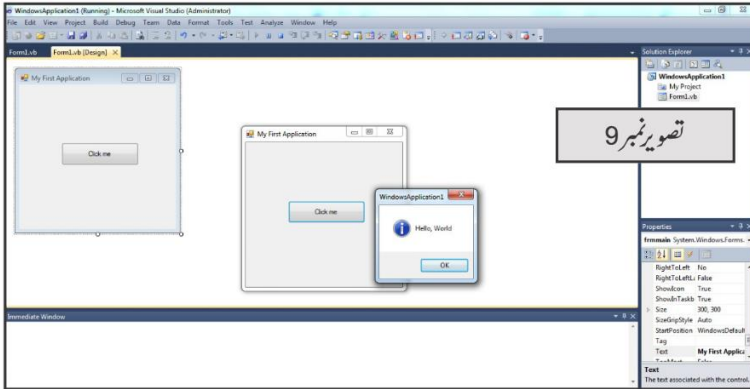 WindowsApplication1 (Running) - Microsoft Visual Studio (Administrator)
File Edit View Project Build Debug Team Data Format Tools Test Analyze Window Help
Form1.vb Form1.vb [Design]
My First Application
Click me
My First Application
Click me
WindowsApplication1
Hello, World
OK
تصویر نمبر 9
Solution Explorer
WindowsApplication1
My Project
Form1.vb
Properties
frmmain System.Windows.Forms.
RightToLeft No
RightToLeftLa False
ShowIcon True
ShowInTaskb True
Size 300, 300
SizeGripStyle Auto
StartPosition WindowsDefault
Tag
Text My First Applica
Text
The text associated with the control.
Immediate Window